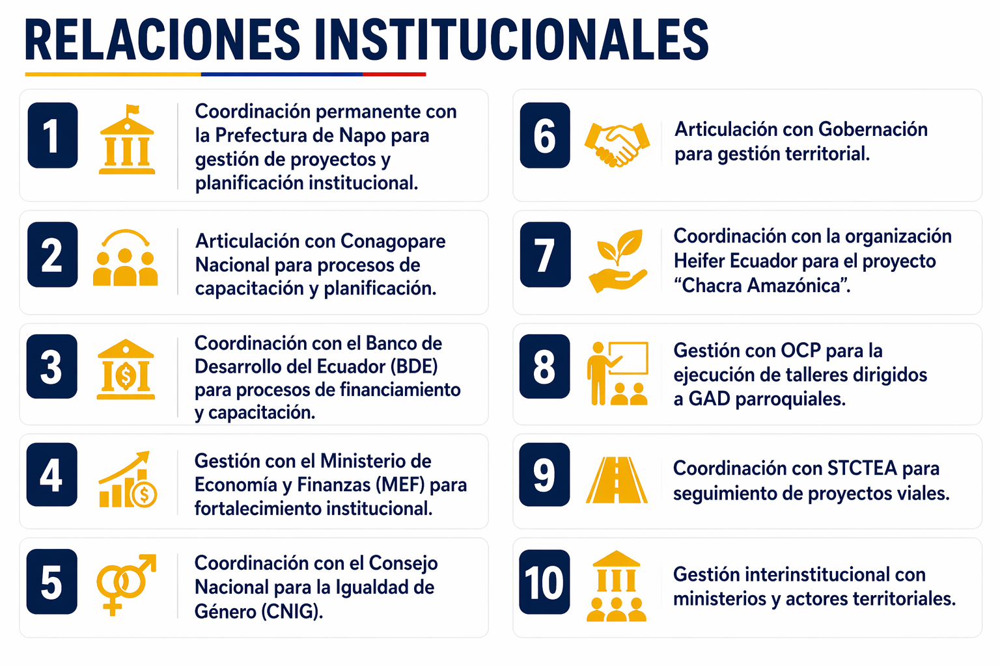 RELACIONES INSTITUCIONALES
1
Coordinación permanente con
la Prefectura de Napo para
gestión de proyectos y
planificación institucional.
2
Articulación con Conagopare
Nacional para procesos de
capacitación y planificación.
3
$
Coordinación con el Banco de
Desarrollo del Ecuador (BDE)
para procesos de financiamiento
y capacitación.
4
$
Gestión con el Ministerio de
Economía y Finanzas (MEF) para
fortalecimiento institucional.
5
Coordinación con el Consejo
Nacional para la Igualdad de
Género (CNIG).
6
Articulación con Gobernación
para gestión territorial.
7
Coordinación con la organización
Heifer Ecuador para el proyecto
“Chacra Amazónica”.
8
Gestión con OCP para la
ejecución de talleres dirigidos
a GAD parroquiales.
9
Coordinación con STCTEA para
seguimiento de proyectos viales.
10
Gestión interinstitucional con
ministerios y actores territoriales.